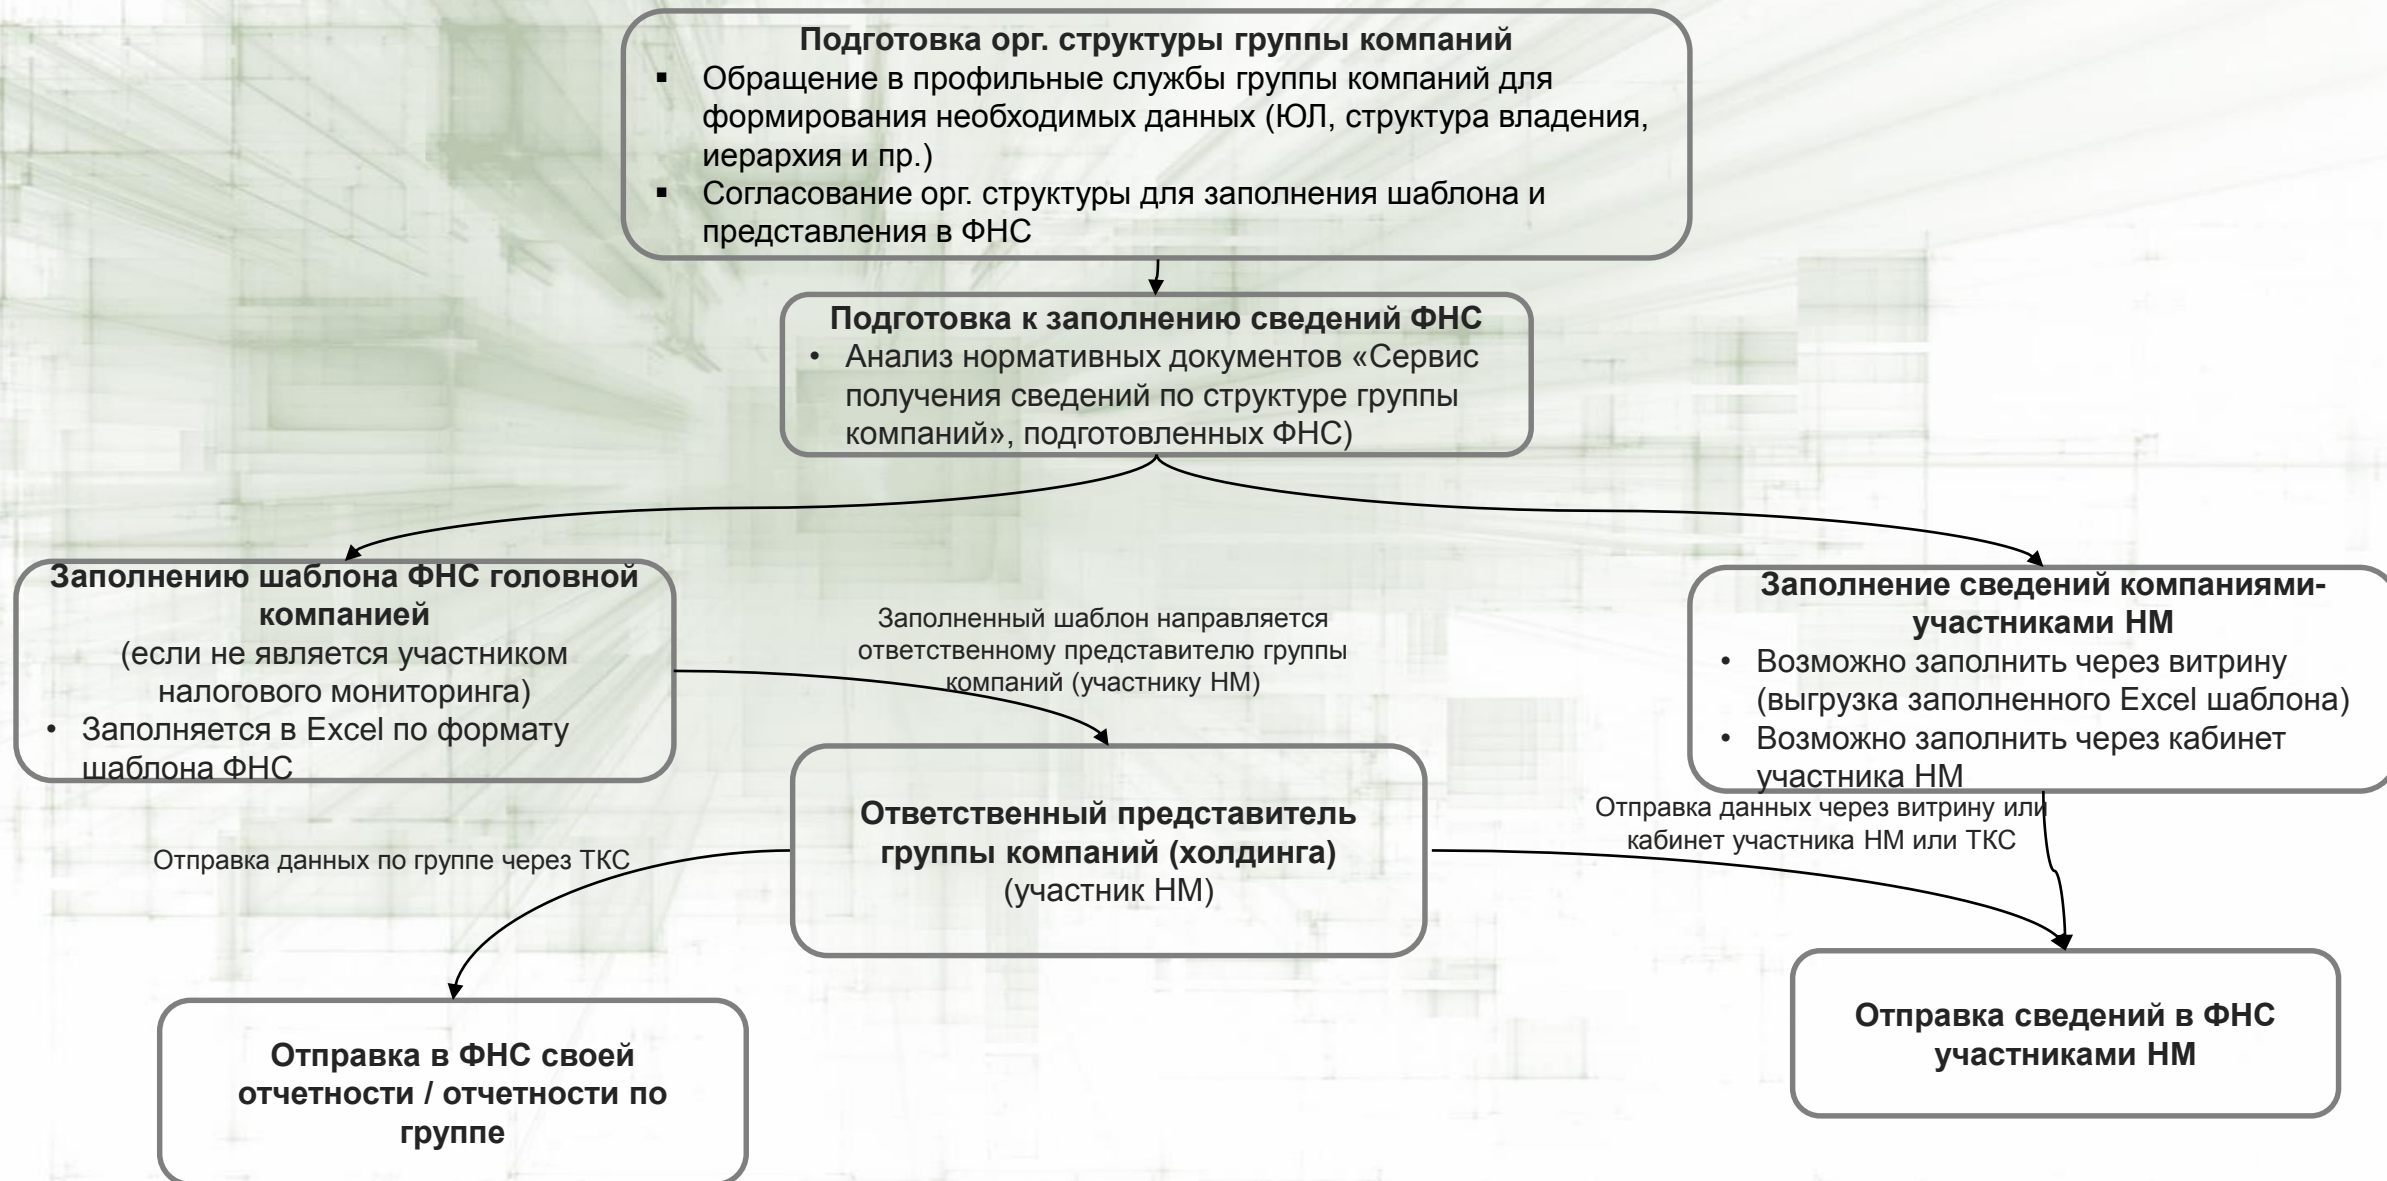 Подготовка орг. структуры группы компаний
▪ Обращение в профильные службы группы компаний для
формирования необходимых данных (ЮЛ, структура владения,
иерархия и пр.)
▪ Согласование орг. структуры для заполнения шаблона и
представления в ФНС
Подготовка к заполнению сведений ФНС
• Анализ нормативных документов «Сервис
получения сведений по структуре группы
компаний», подготовленных ФНС)
Заполнению шаблона ФНС головной
компанией
(если не является участником
налогового мониторинга)
• Заполняется в Excel по формату
шаблона ФНС
Заполненный шаблон направляется
ответственному представителю группы
компаний (участнику НМ)
Заполнение сведений компаниями-
участниками НМ
• Возможно заполнить через витрину
(выгрузка заполненного Excel шаблона)
• Возможно заполнить через кабинет
участника НМ
Ответственный представитель
группы компаний (холдинга)
(участник НМ)
Отправка данных через витрину или
кабинет участника НМ или ТКС
Отправка данных по группе через ТКС
Отправка в ФНС своей
отчетности / отчетности по
группе
Отправка сведений в ФНС
участниками НМ